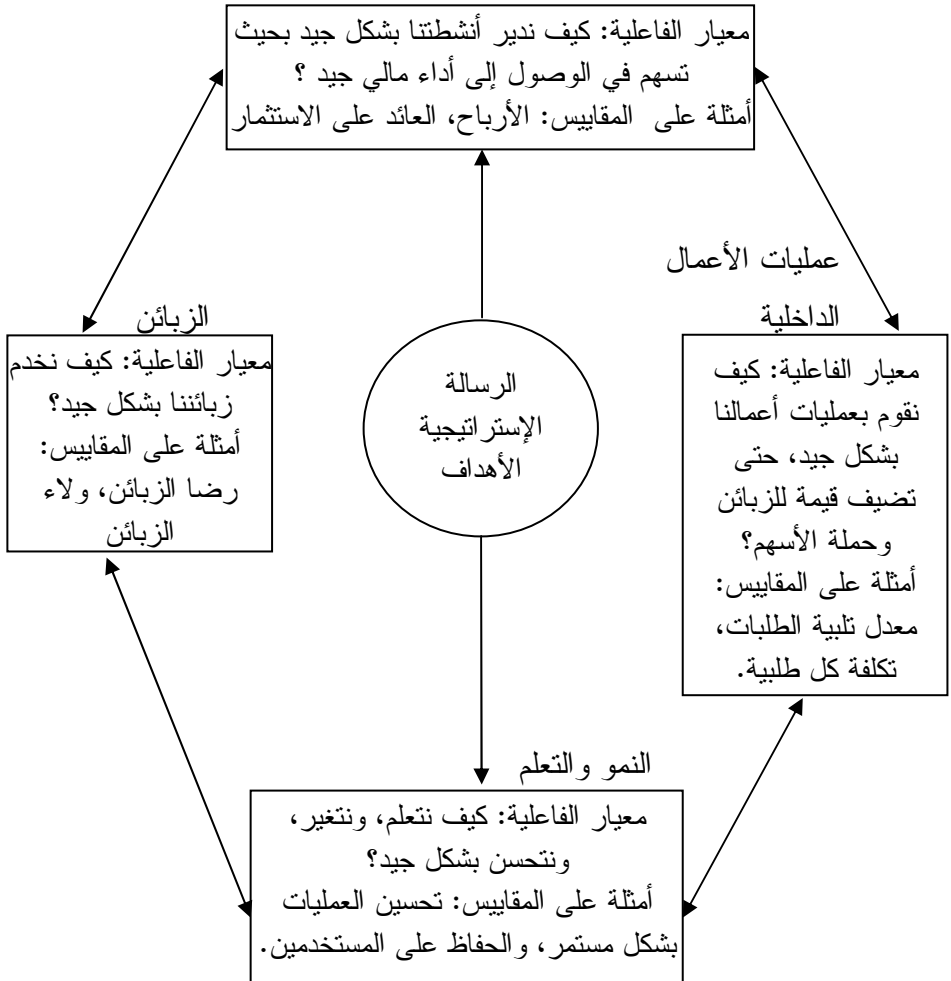 معيار الفاعلية: كيف ندير أنشطتنا بشكل جيد بحيث
تسهم في الوصول إلى أداء مالي جيد ؟
أمثلة على المقاييس: الأرباح، العائد على الاستثمار
عمليات الأعمال
الداخلية
معيار الفاعلية: كيف
نقوم بعمليات أعمالنا
بشكل جيد، حتى
تضيف قيمة للزبائن
وحملة الأسهم؟
أمثلة على المقاييس:
معدل تلبية الطلبات،
تكلفة كل طلبية.
الرسالة
الإستراتيجية
الأهداف
الزبائن
معيار الفاعلية: كيف نخدم
زبائننا بشكل جيد؟
أمثلة على المقاييس:
رضا الزبائن، ولاء
الزبائن
النمو والتعلم
معيار الفاعلية: كيف نتعلم، ونتغير،
ونتحسن بشكل جيد؟
أمثلة على المقاييس: تحسين العمليات
بشكل مستمر، والحفاظ على المستخدمين.